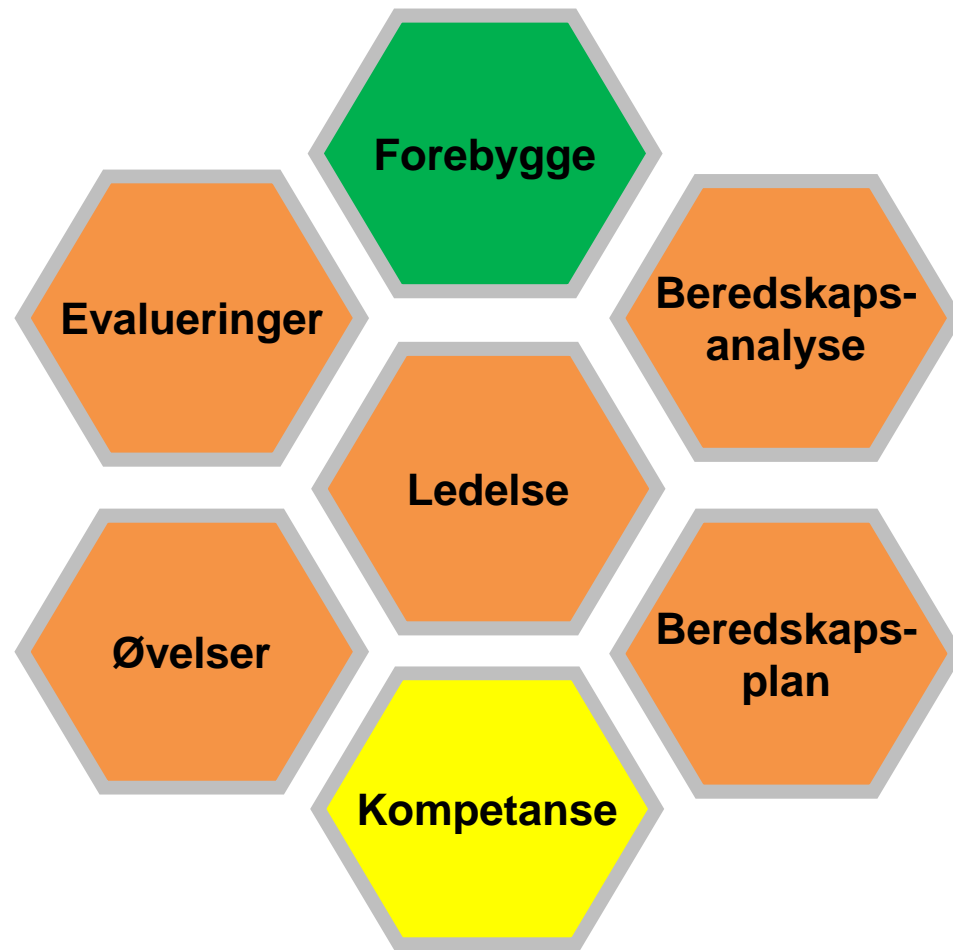 Forebygge
Evalueringer
Beredskaps-
analyse
Ledelse
Øvelser
Beredskaps-
plan
Kompetanse